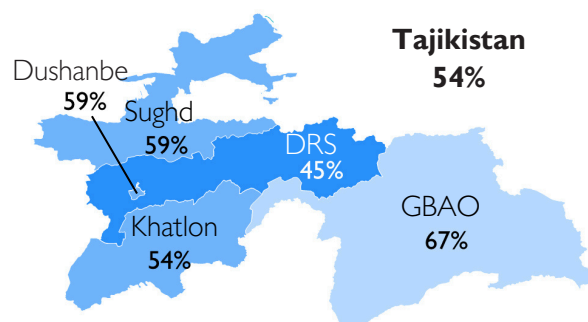 Tajikistan
54%
Dushanbe
59%
Sughd
59%
DRS
45%
GBAO
67%
Khatlon
54%